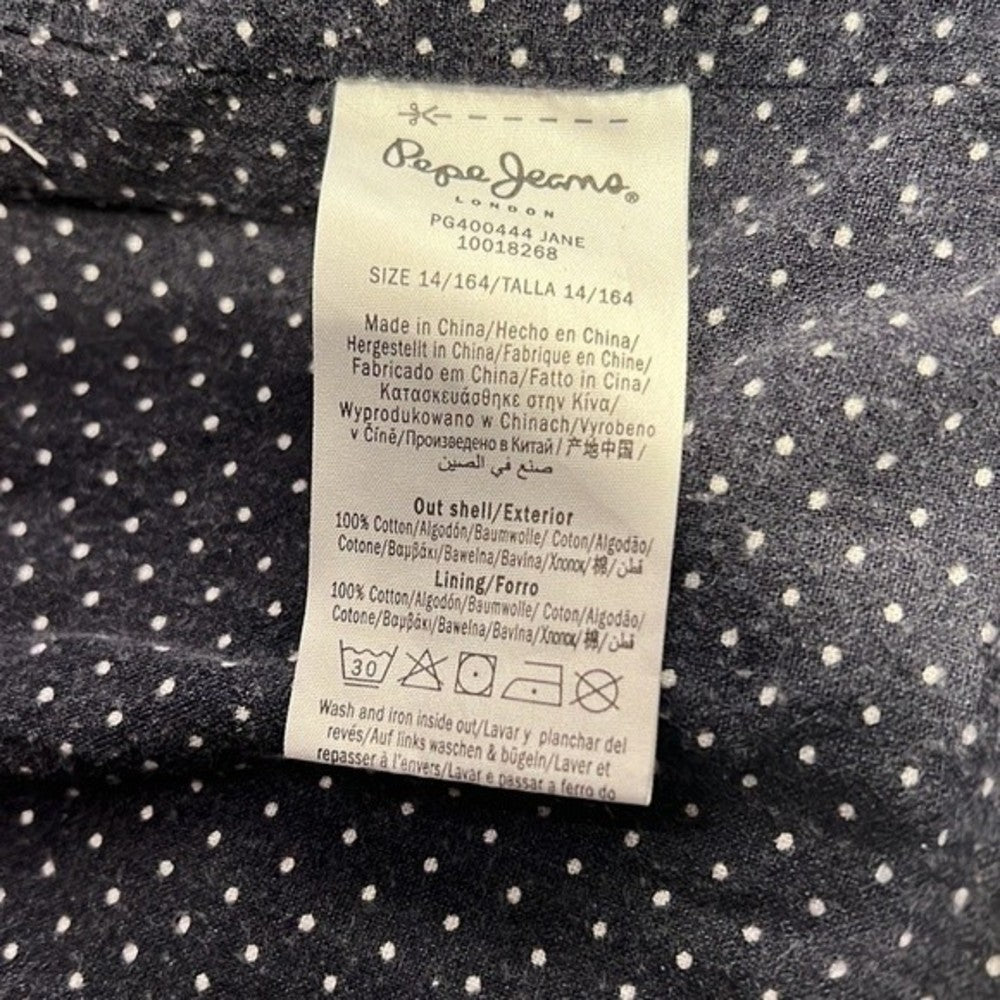 Pepe Jeans®
LONDON
PG400444 JANE
10018268
SIZE 14/164/TALLA 14/164
Made in China/Hecho en China/
Hergestellt in China/Fabrique en Chine/
Fabricado em China/Fatto in Cina/
Κατασκευάσθηκε στην Κίνα/
Wyprodukowano w Chinach/Vyrobeno
v Číně/Произведено в Китай/产地中国/
صنع في الصين
Out shell/Exterior
100% Cotton/Algodón/Baumwolle/ Coton/Algodão/
Cotone/Βαμβάκι/Bawelna/Bavlna/Хлопок/棉/قطن
Lining/Forro
100% Cotton/Algodón/Baumwolle/ Coton/Algodão/
Cotone/Βαμβάκι/Bawelna/Bavlna/Хлопок/棉/قطن
30
Wash and iron inside out/Lavar y planchar del
revés/Auf links waschen & bügeln/Laver et
repasser à l'envers/Lavar e passar a ferro do